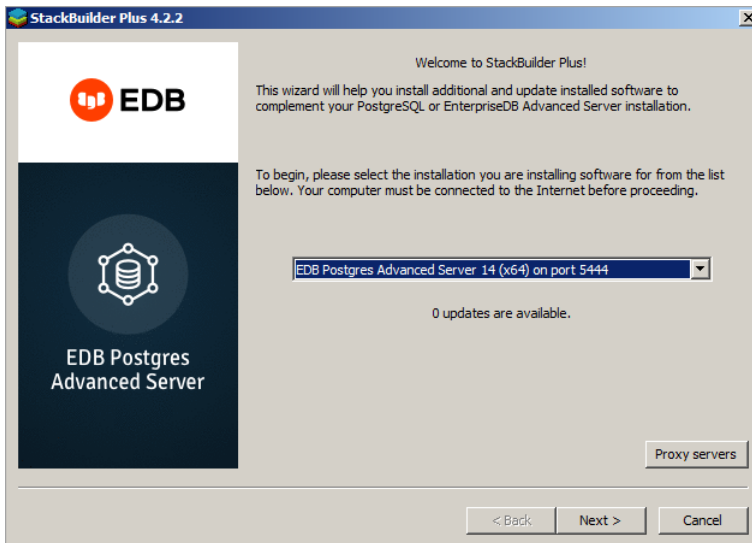 StackBuilder Plus 4.2.2
EDB
EDB Postgres
Advanced Server
Welcome to StackBuilder Plus!
This wizard will help you install additional and update installed software to
complement your PostgreSQL or EnterpriseDB Advanced Server installation.
To begin, please select the installation you are installing software for from the list
below. Your computer must be connected to the Internet before proceeding.
EDB Postgres Advanced Server 14 (x64) on port 5444
0 updates are available.
Proxy servers
< Back
Next >
Cancel